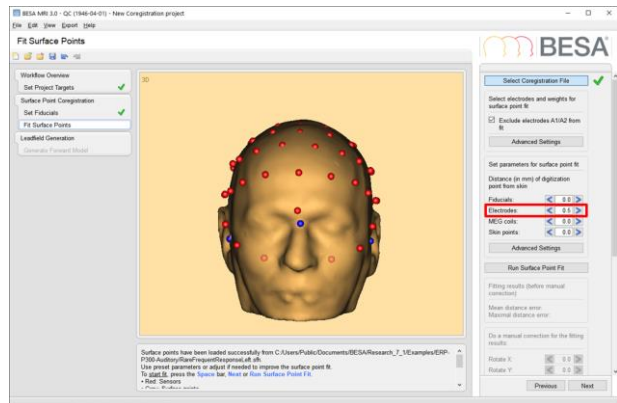 BESA MRI 3.0 - QC (1946-04-01) - New Coregistration project
File Edit View Export Help
Fit Surface Points
BESA
Workflow Overview
Set Project Targets
Surface Point Coregistration
Set Fiducials
Fit Surface Points
Leadfield Generation
Generate Forward Model
3D
Select Coregistration File
Select electrodes and weights for
surface point fit
Exclude electrodes A1/A2 from
fit
Advanced Settings
Set parameters for surface point fit
Distance (in mm) of digitization
point from skin
Fiducials: 0.0
Electrodes: 0.5
MEG coils: 0.0
Skin points: 0.0
Advanced Settings
Run Surface Point Fit
Fitting results (before manual
correction)
Mean distance error:
Maximal distance error:
Do a manual correction for the fitting
results:
Rotate X: 0.0
Rotate Y: 0.0
Surface points have been loaded successfully from C:/Users/Public/Documents/BESA/Research_7_1/Examples/ERP-
P300-Auditory/RareFrequentResponseLeft.sfh.
Use preset parameters or adjust if needed to improve the surface point fit.
To start fit, press the Space bar, Next or Run Surface Point Fit.
• Red: Sensors
Previous Next